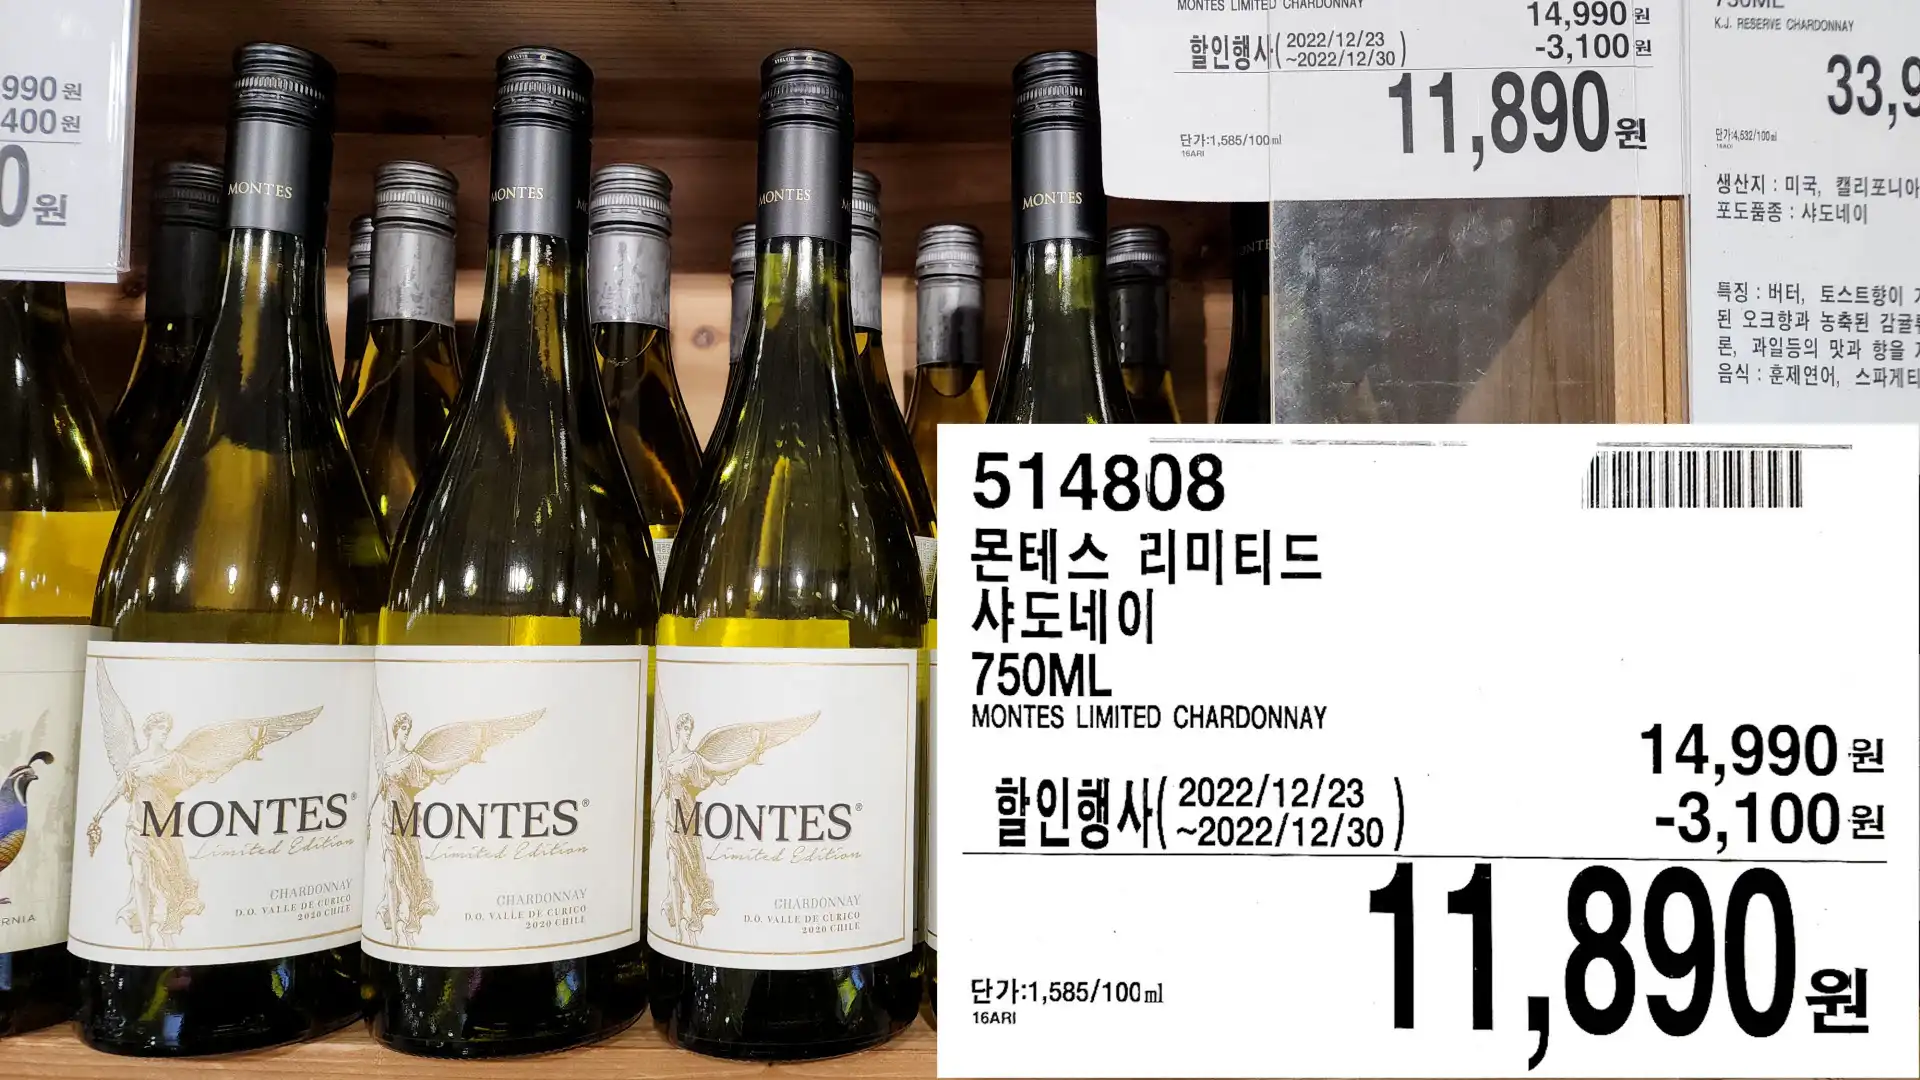 990원
400원
0원
MONTES
MONTES
MONTES
MONTES
MONTES LIMITED CHARDONNAY
14,990원
할인행사( 2022/12/23
~2022/12/30 )
-3,100원
11,890원
단가:1,585/100㎖
16ARI
750ML
K.J. RESERVE CHARDONNAY
33,9
단가:4,532/100㎖
생산지 : 미국, 캘리포니아
포도품종 : 샤도네이
특징 : 버터, 토스트향이
된 오크향과 농축된 감귤류
론, 과일등의 맛과 향을
음식 : 훈제연어, 스파게티
MONTES®
Limited Edition
CHARDONNAY
D.O. VALLE DE CURICO
2020 CHILE
MONTES®
Limited Edition
CHARDONNAY
D.O. VALLE DE CURICO
2020 CHILE
MONTES®
Limited Edition
CHARDONNAY
D.O. VALLE DE CURICO
2020 CHILE
RNIA
514808
몬테스 리미티드
샤도네이
750ML
MONTES LIMITED CHARDONNAY
14,990원
할인행사( 2022/12/23
~2022/12/30 )
-3,100원
11,890원
단가:1,585/100㎖
16ARI